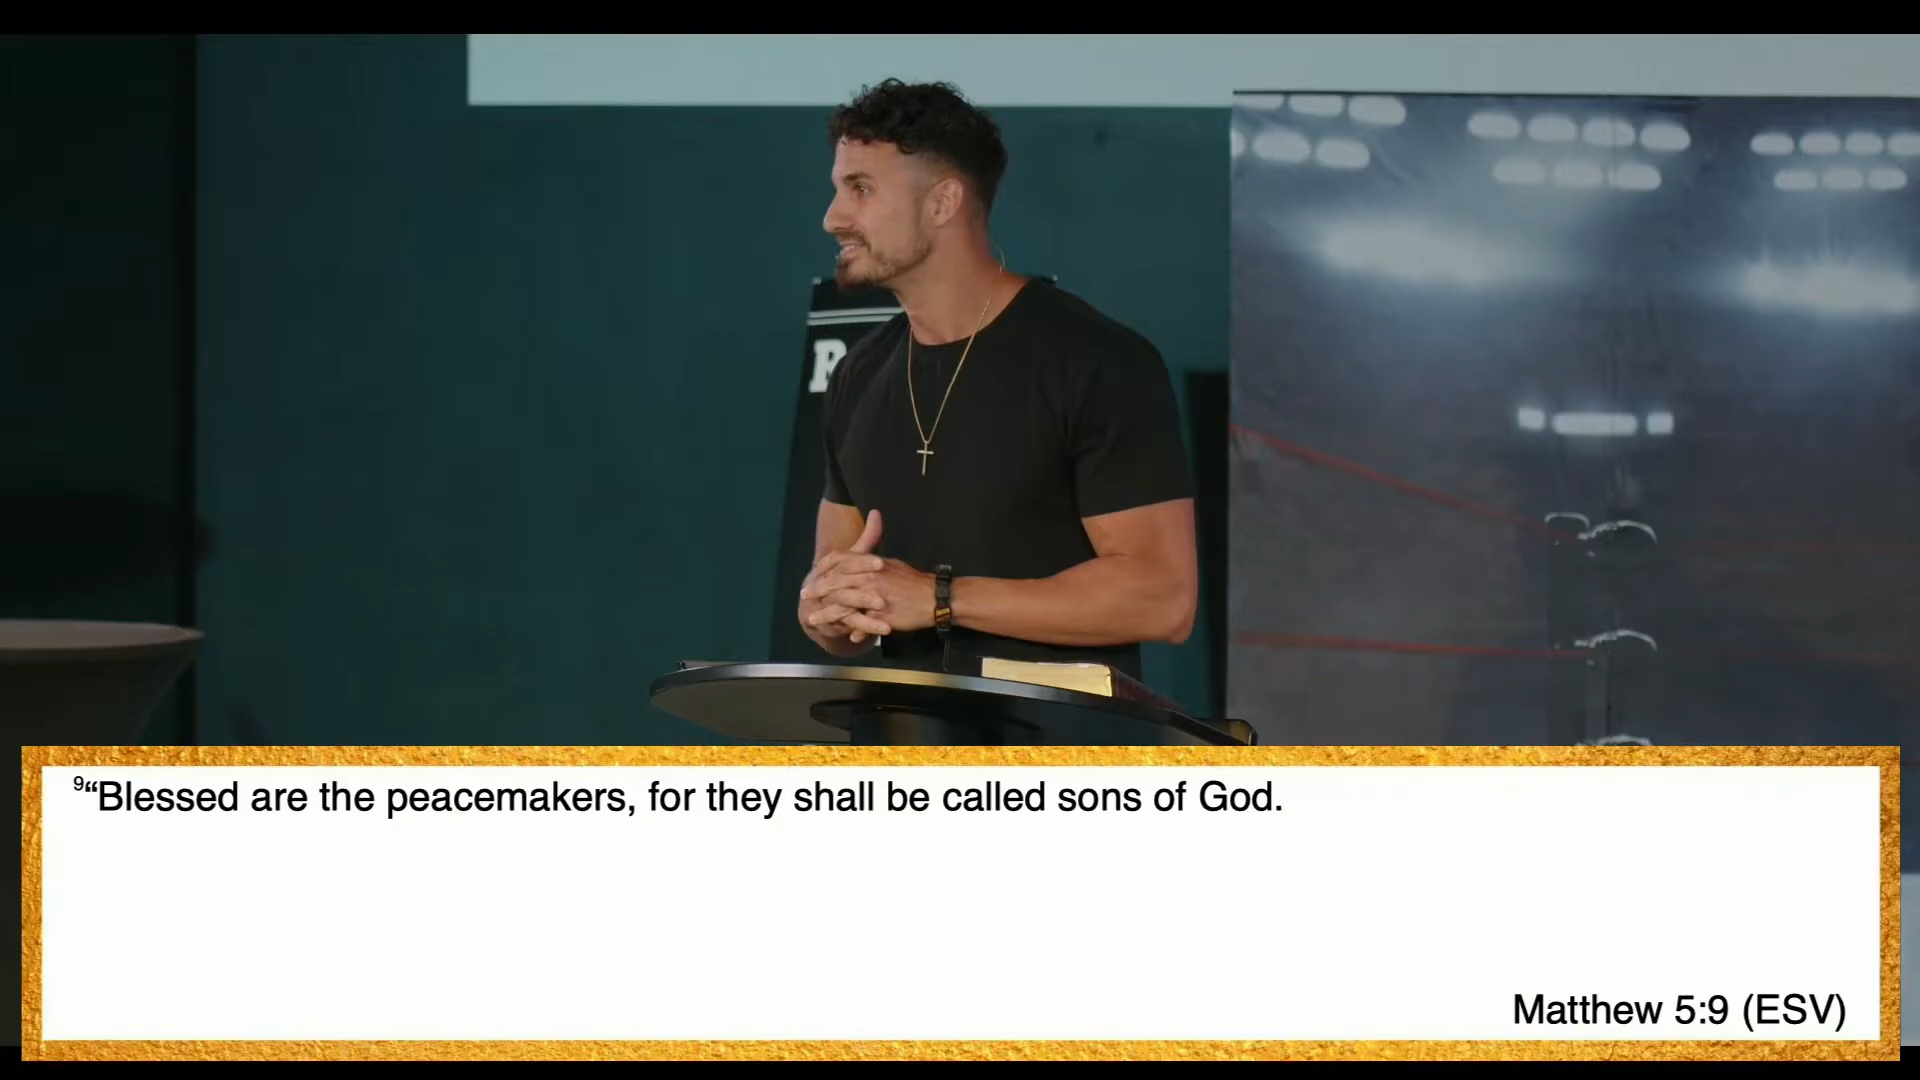 R
⁹“Blessed are the peacemakers, for they shall be called sons of God.
Matthew 5:9 (ESV)